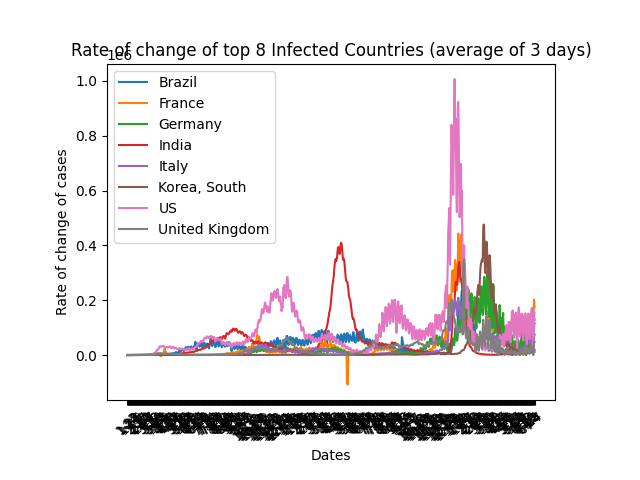 Rate of change of top 8 Infected Countries (average of 3 days)
1e6
Brazil
France
Germany
India
Italy
Korea, South
US
United Kingdom
1.0
0.8
0.6
0.4
0.2
0.0
Rate of change of cases
Dates